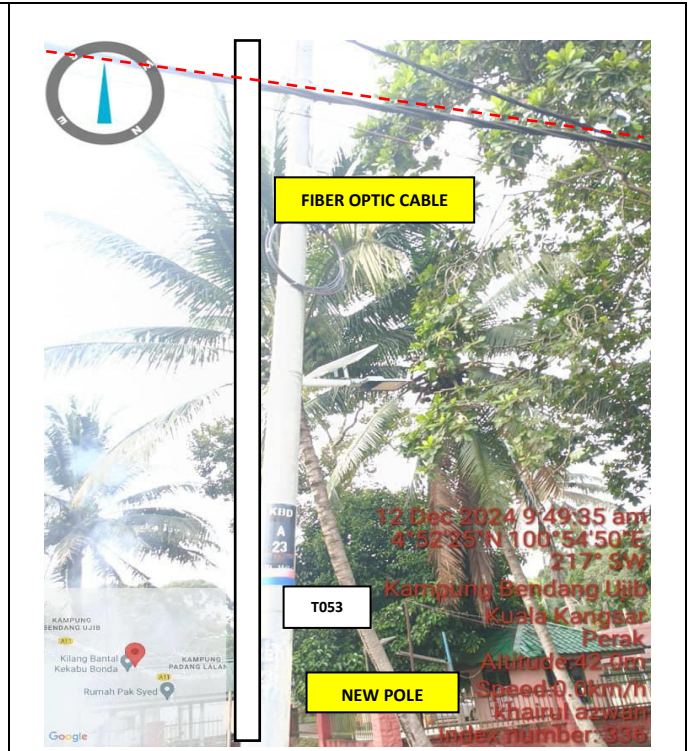 FIBER OPTIC CABLE
KBD
A
23
12 Dec 2024 9:49:35 am
4°52'25"N 100°54'50"E
217° SW
Kampung Bendang Ujib
Kuala Kangsar
Perak
Altitude:42.0m
Speed:0.0km/h
khairul azwan
Index number: 336
T053
NEW POLE
KAMPUNG
BENDANG UJIB
A11
Kilang Bantal
Kekabu Bonda
KAMPUNG
PADANG LALANG
A11
Rumah Pak Syed
Google